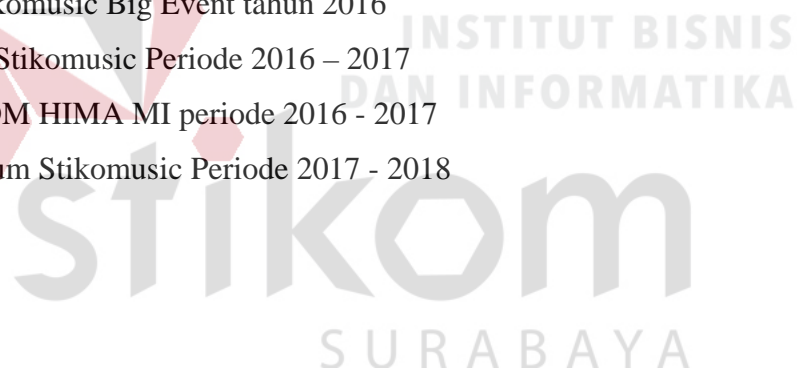 komusic Big Event tahun 2016
INSTITUT BISNIS
Stikomusic Periode 2016 – 2017
DAN INFORMATIKA
OM HIMA MI periode 2016 - 2017
um Stikomusic Periode 2017 - 2018
stikom
SURABAYA